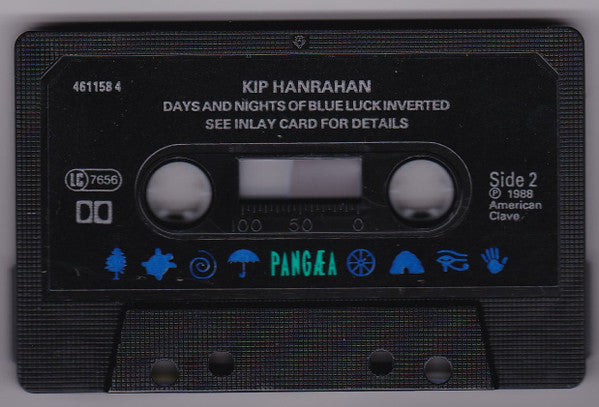 KIP HANRAHAN
461158 4
DAYS AND NIGHTS OF BLUE LUCK INVERTED
SEE INLAY CARD FOR DETAILS
LC 7656
Side 2
℗ 1988
American
Clave
100 50 0
PANGÆA